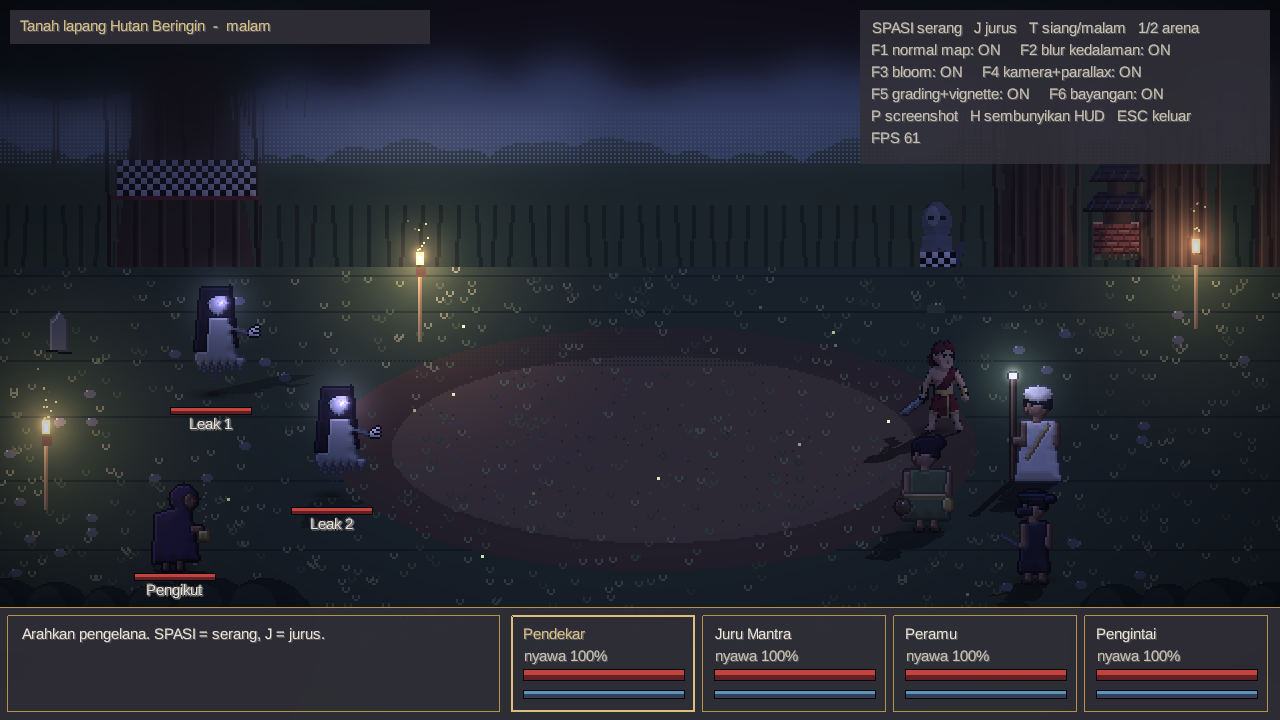 Tanah lapang Hutan Beringin - malam
SPASI serang J jurus T siang/malam 1/2 arena
F1 normal map: ON F2 blur kedalaman: ON
F3 bloom: ON F4 kamera+parallax: ON
F5 grading+vignette: ON F6 bayangan: ON
P screenshot H sembunyikan HUD ESC keluar
FPS 61
Leak 1
Leak 2
Pengikut
Arahkan pengelana. SPASI = serang, J = jurus.
Pendekar
nyawa 100%
Juru Mantra
nyawa 100%
Peramu
nyawa 100%
Pengintai
nyawa 100%